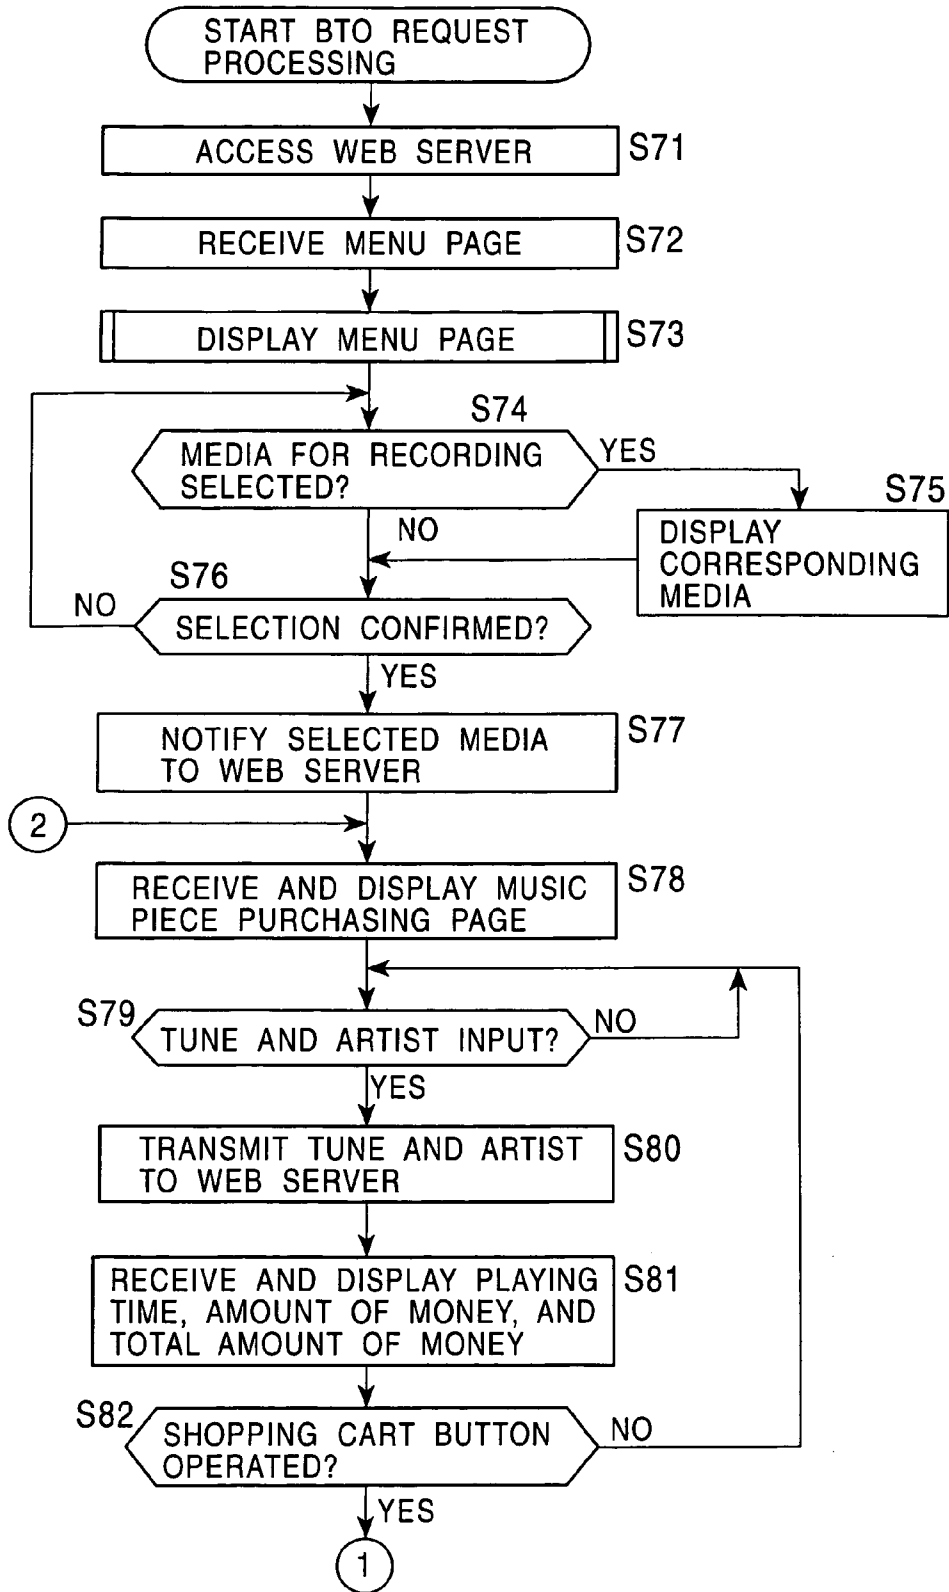 START BTO REQUEST
PROCESSING
ACCESS WEB SERVER
S71
RECEIVE MENU PAGE
S72
DISPLAY MENU PAGE
S73
S74
MEDIA FOR RECORDING
SELECTED?
YES
S75
DISPLAY
CORRESPONDING
MEDIA
NO
S76
NO
SELECTION CONFIRMED?
YES
NOTIFY SELECTED MEDIA
TO WEB SERVER
S77
2
RECEIVE AND DISPLAY MUSIC
PIECE PURCHASING PAGE
S78
S79
TUNE AND ARTIST INPUT?
NO
YES
TRANSMIT TUNE AND ARTIST
TO WEB SERVER
S80
RECEIVE AND DISPLAY PLAYING
TIME, AMOUNT OF MONEY, AND
TOTAL AMOUNT OF MONEY
S81
S82
SHOPPING CART BUTTON
OPERATED?
NO
YES
1